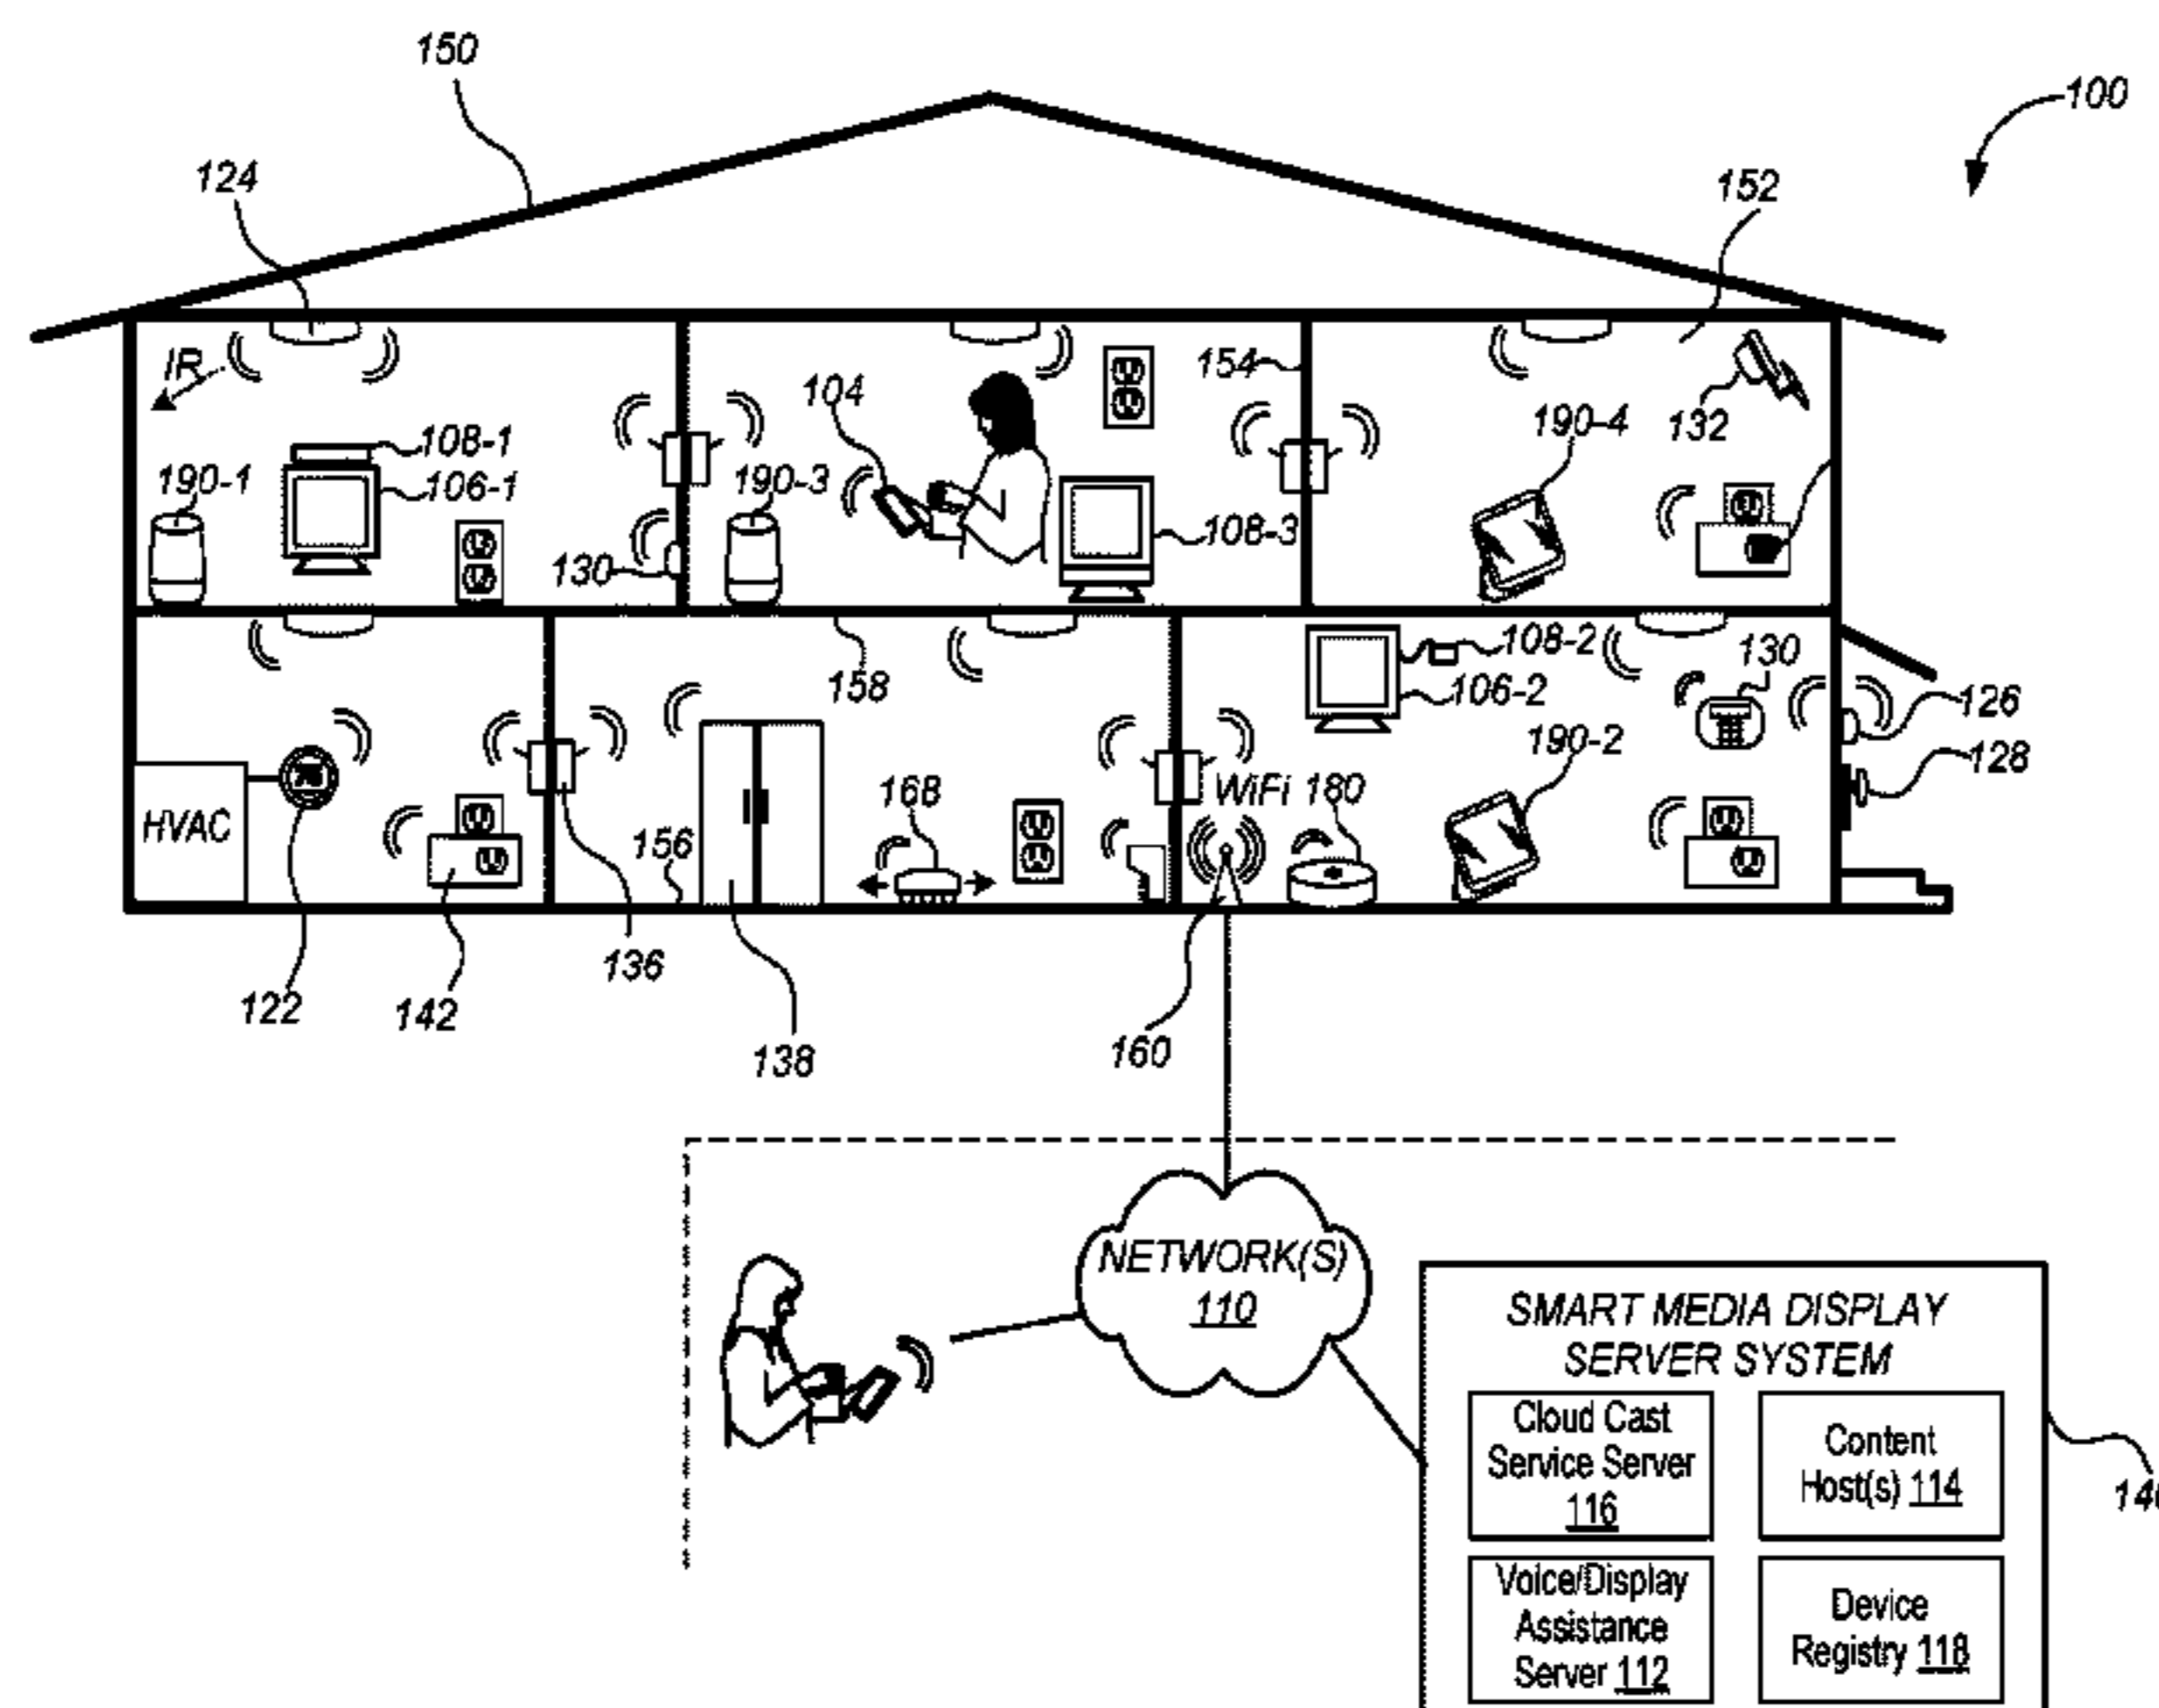 150
100
124
152
IR
154
104
132
108-1
190-4
190-1
106-1
190-3
108-3
130
108-2
130
158
106-2
126
190-2
128
WiFi 180
168
HVAC
156
136
122
142
138
160
NETWORK(S)
110
SMART MEDIA DISPLAY
SERVER SYSTEM
Cloud Cast
Service Server
116
Content
Host(s) 114
Voice/Display
Assistance
Server 112
Device
Registry 118